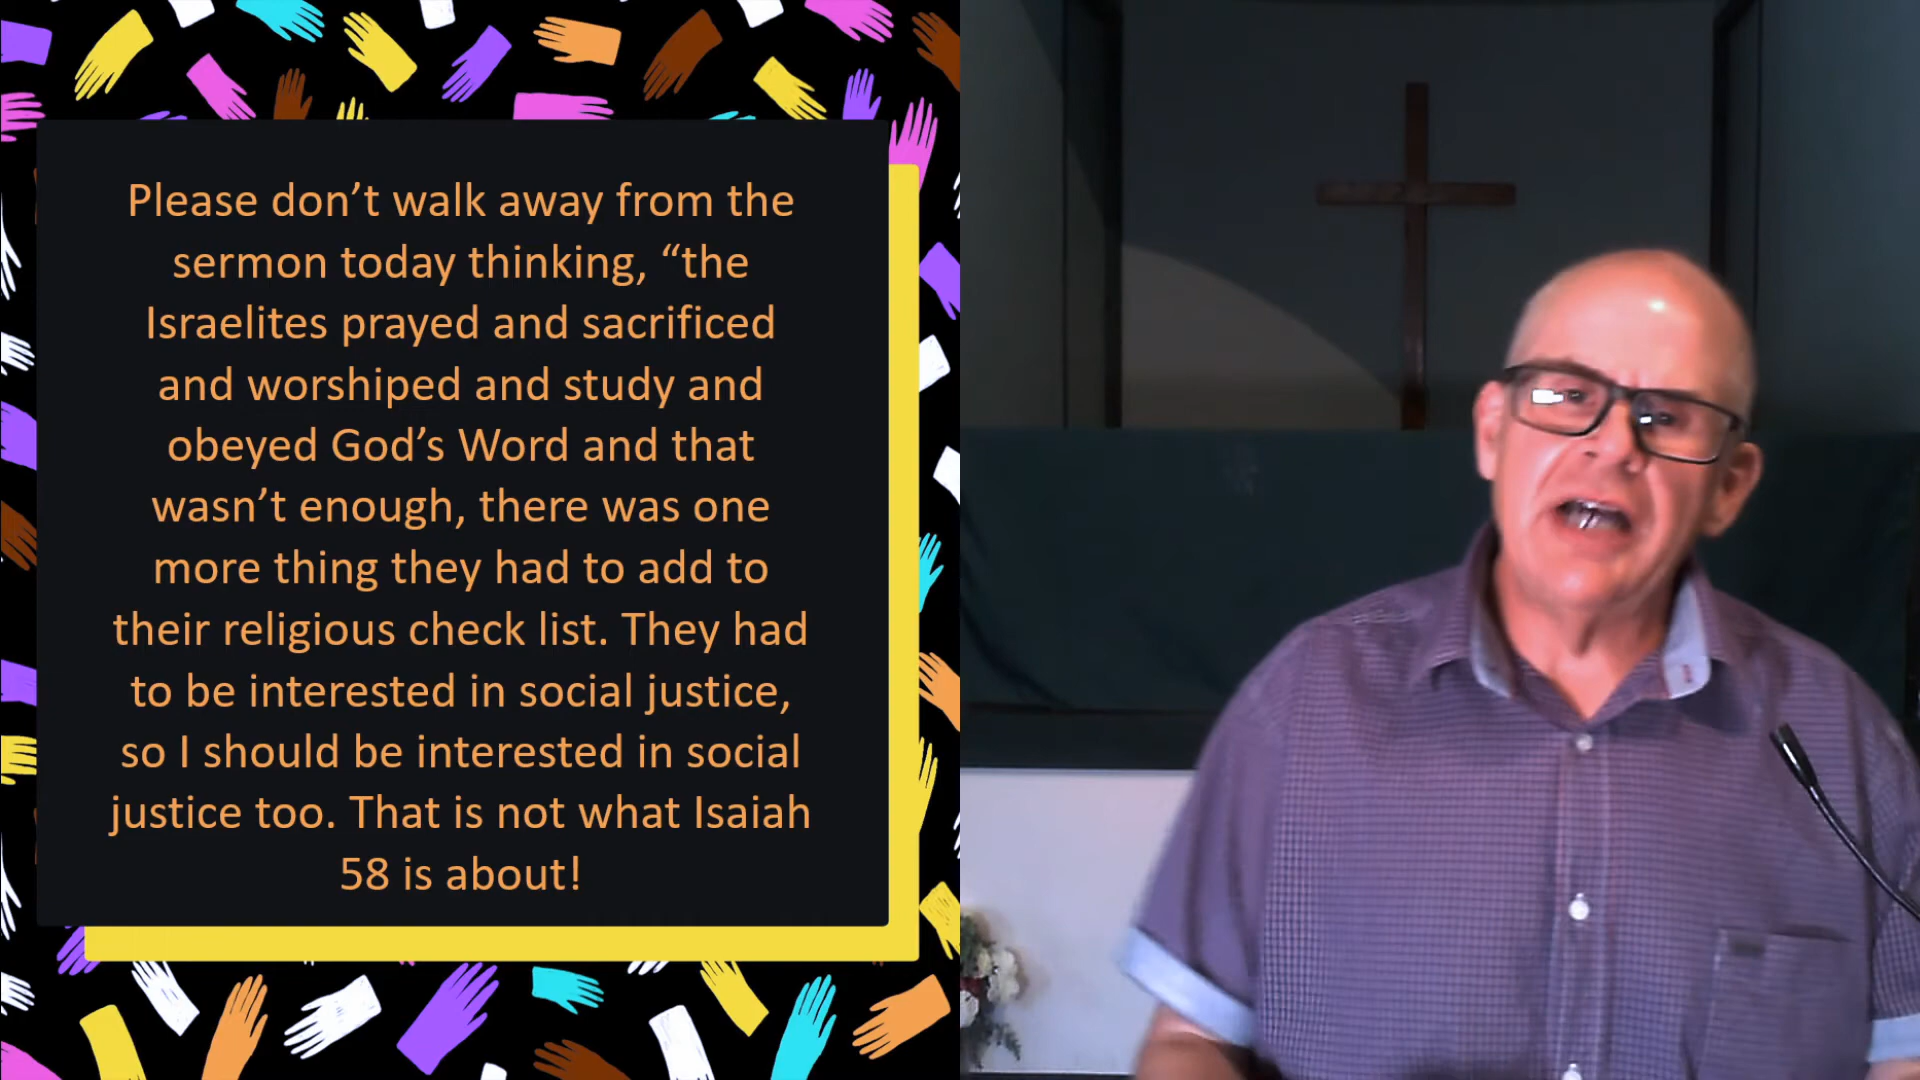 Please don’t walk away from the
sermon today thinking, “the
Israelites prayed and sacrificed
and worshiped and study and
obeyed God’s Word and that
wasn’t enough, there was one
more thing they had to add to
their religious check list. They had
to be interested in social justice,
so I should be interested in social
justice too. That is not what Isaiah
58 is about!